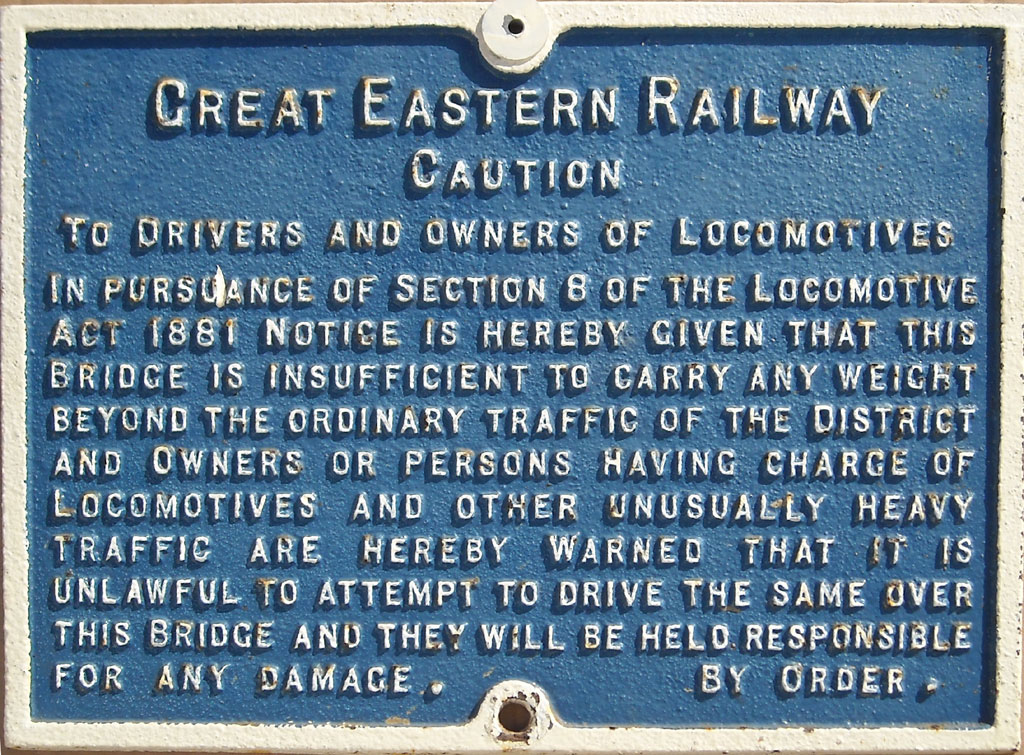 GREAT EASTERN RAILWAY
CAUTION
TO DRIVERS AND OWNERS OF LOCOMOTIVES
IN PURSUANCE OF SECTION 8 OF THE LOCOMOTIVE
ACT 1881 NOTICE IS HEREBY GIVEN THAT THIS
BRIDGE IS INSUFFICIENT TO CARRY ANY WEIGHT
BEYOND THE ORDINARY TRAFFIC OF THE DISTRICT
AND OWNERS OR PERSONS HAVING CHARGE OF
LOCOMOTIVES AND OTHER UNUSUALLY HEAVY
TRAFFIC ARE HEREBY WARNED THAT IT IS
UNLAWFUL TO ATTEMPT TO DRIVE THE SAME OVER
THIS BRIDGE AND THEY WILL BE HELD RESPONSIBLE
FOR ANY DAMAGE. BY ORDER.